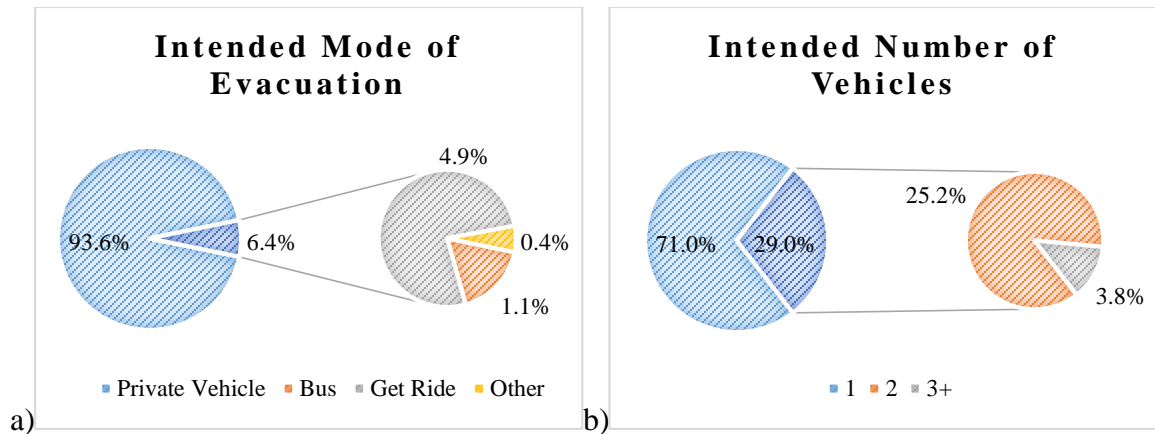 Intended Mode of
Evacuation
4.9%
93.6%
6.4%
0.4%
1.1%
Private Vehicle Bus Get Ride Other
a)
Intended Number of
Vehicles
25.2%
71.0%
29.0%
3.8%
1 2 3+
b)